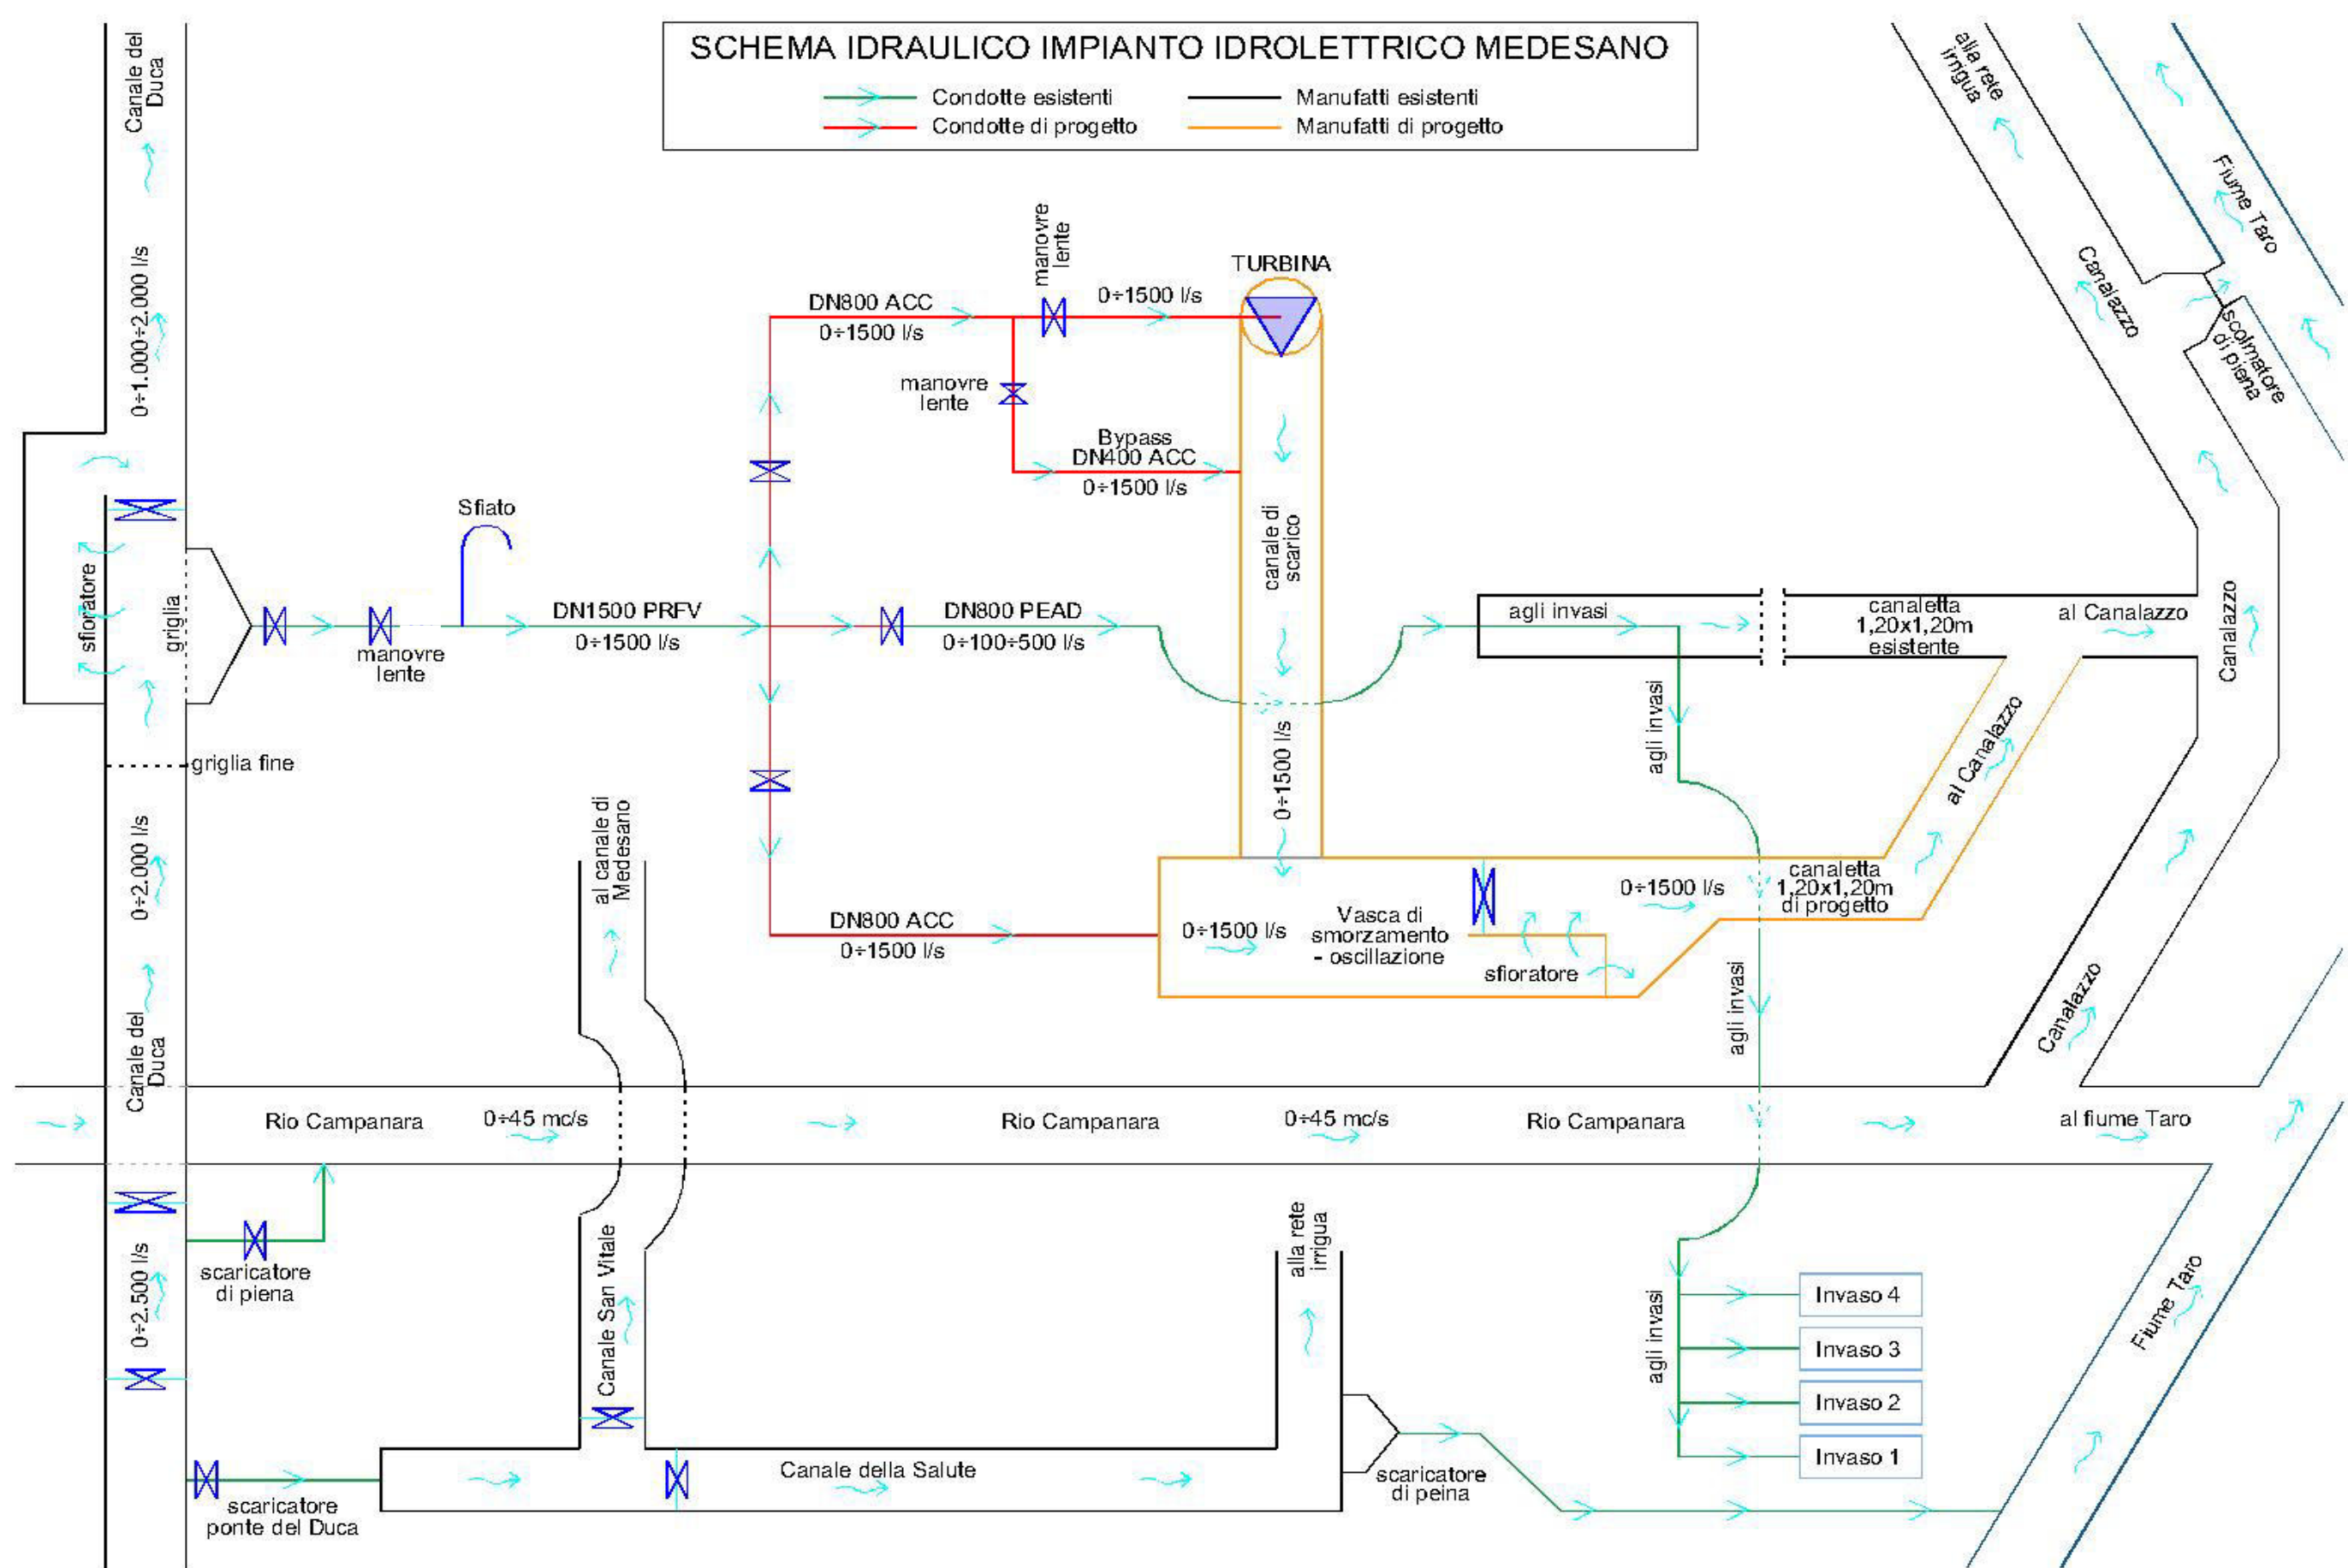 SCHEMA IDRAULICO IMPIANTO IDROLETTRICO MEDESANO
Condotte esistenti
Manufatti esistenti
Condotte di progetto
Manufatti di progetto
Canale del
Duca
0÷1.000÷2.000 l/s
sfioratore
griglia
griglia fine
0÷2.000 l/s
Canale del
Duca
0÷2.500 l/s
manovre
lente
Sfiato
DN1500 PRFV
0÷1500 l/s
DN800 ACC
0÷1500 l/s
manovre
lente
0÷1500 l/s
TURBINA
manovre
lente
Bypass
DN400 ACC
0÷1500 l/s
canale di
scarico
0÷1500 l/s
DN800 PEAD
0÷100÷500 l/s
agli invasi
canaletta
1,20x1,20m
esistente
al Canalazzo
alla rete
irrigua
Canalazzo
Fiume Taro
scolmatore
di piena
Canalazzo
agli invasi
al Canalazzo
al canale di
Medesano
DN800 ACC
0÷1500 l/s
0÷1500 l/s
Vasca di
smorzamento
- oscillazione
sfioratore
0÷1500 l/s
canaletta
1,20x1,20m
di progetto
agli invasi
Canalazzo
Rio Campanara
0÷45 mc/s
Rio Campanara
0÷45 mc/s
Rio Campanara
al fiume Taro
scaricatore
di piena
Canale San Vitale
alla rete
irrigua
agli invasi
Invaso 4
Invaso 3
Invaso 2
Invaso 1
Fiume Taro
scaricatore
ponte del Duca
Canale della Salute
scaricatore
di peina